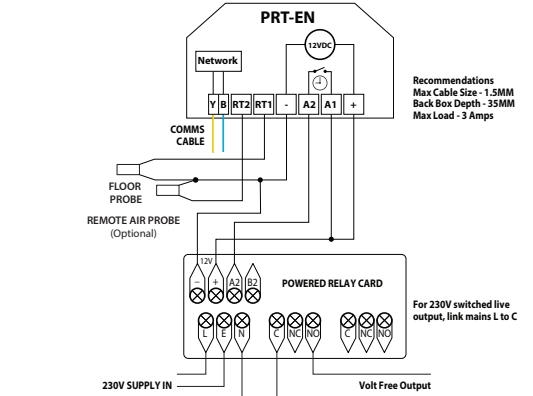 PRT-EN
12VDC
Network
Y B RT2 RT1 - A2 A1 +
Recommendations
Max Cable Size - 1.5MM
Back Box Depth - 35MM
Max Load - 3 Amps
COMMS
CABLE
FLOOR
PROBE
REMOTE AIR PROBE
(Optional)
12V
- + A2 B2
POWERED RELAY CARD
For 230V switched live
output, link mains L to C
L E N C NC NO C NC NO
230V SUPPLY IN
Volt Free Output